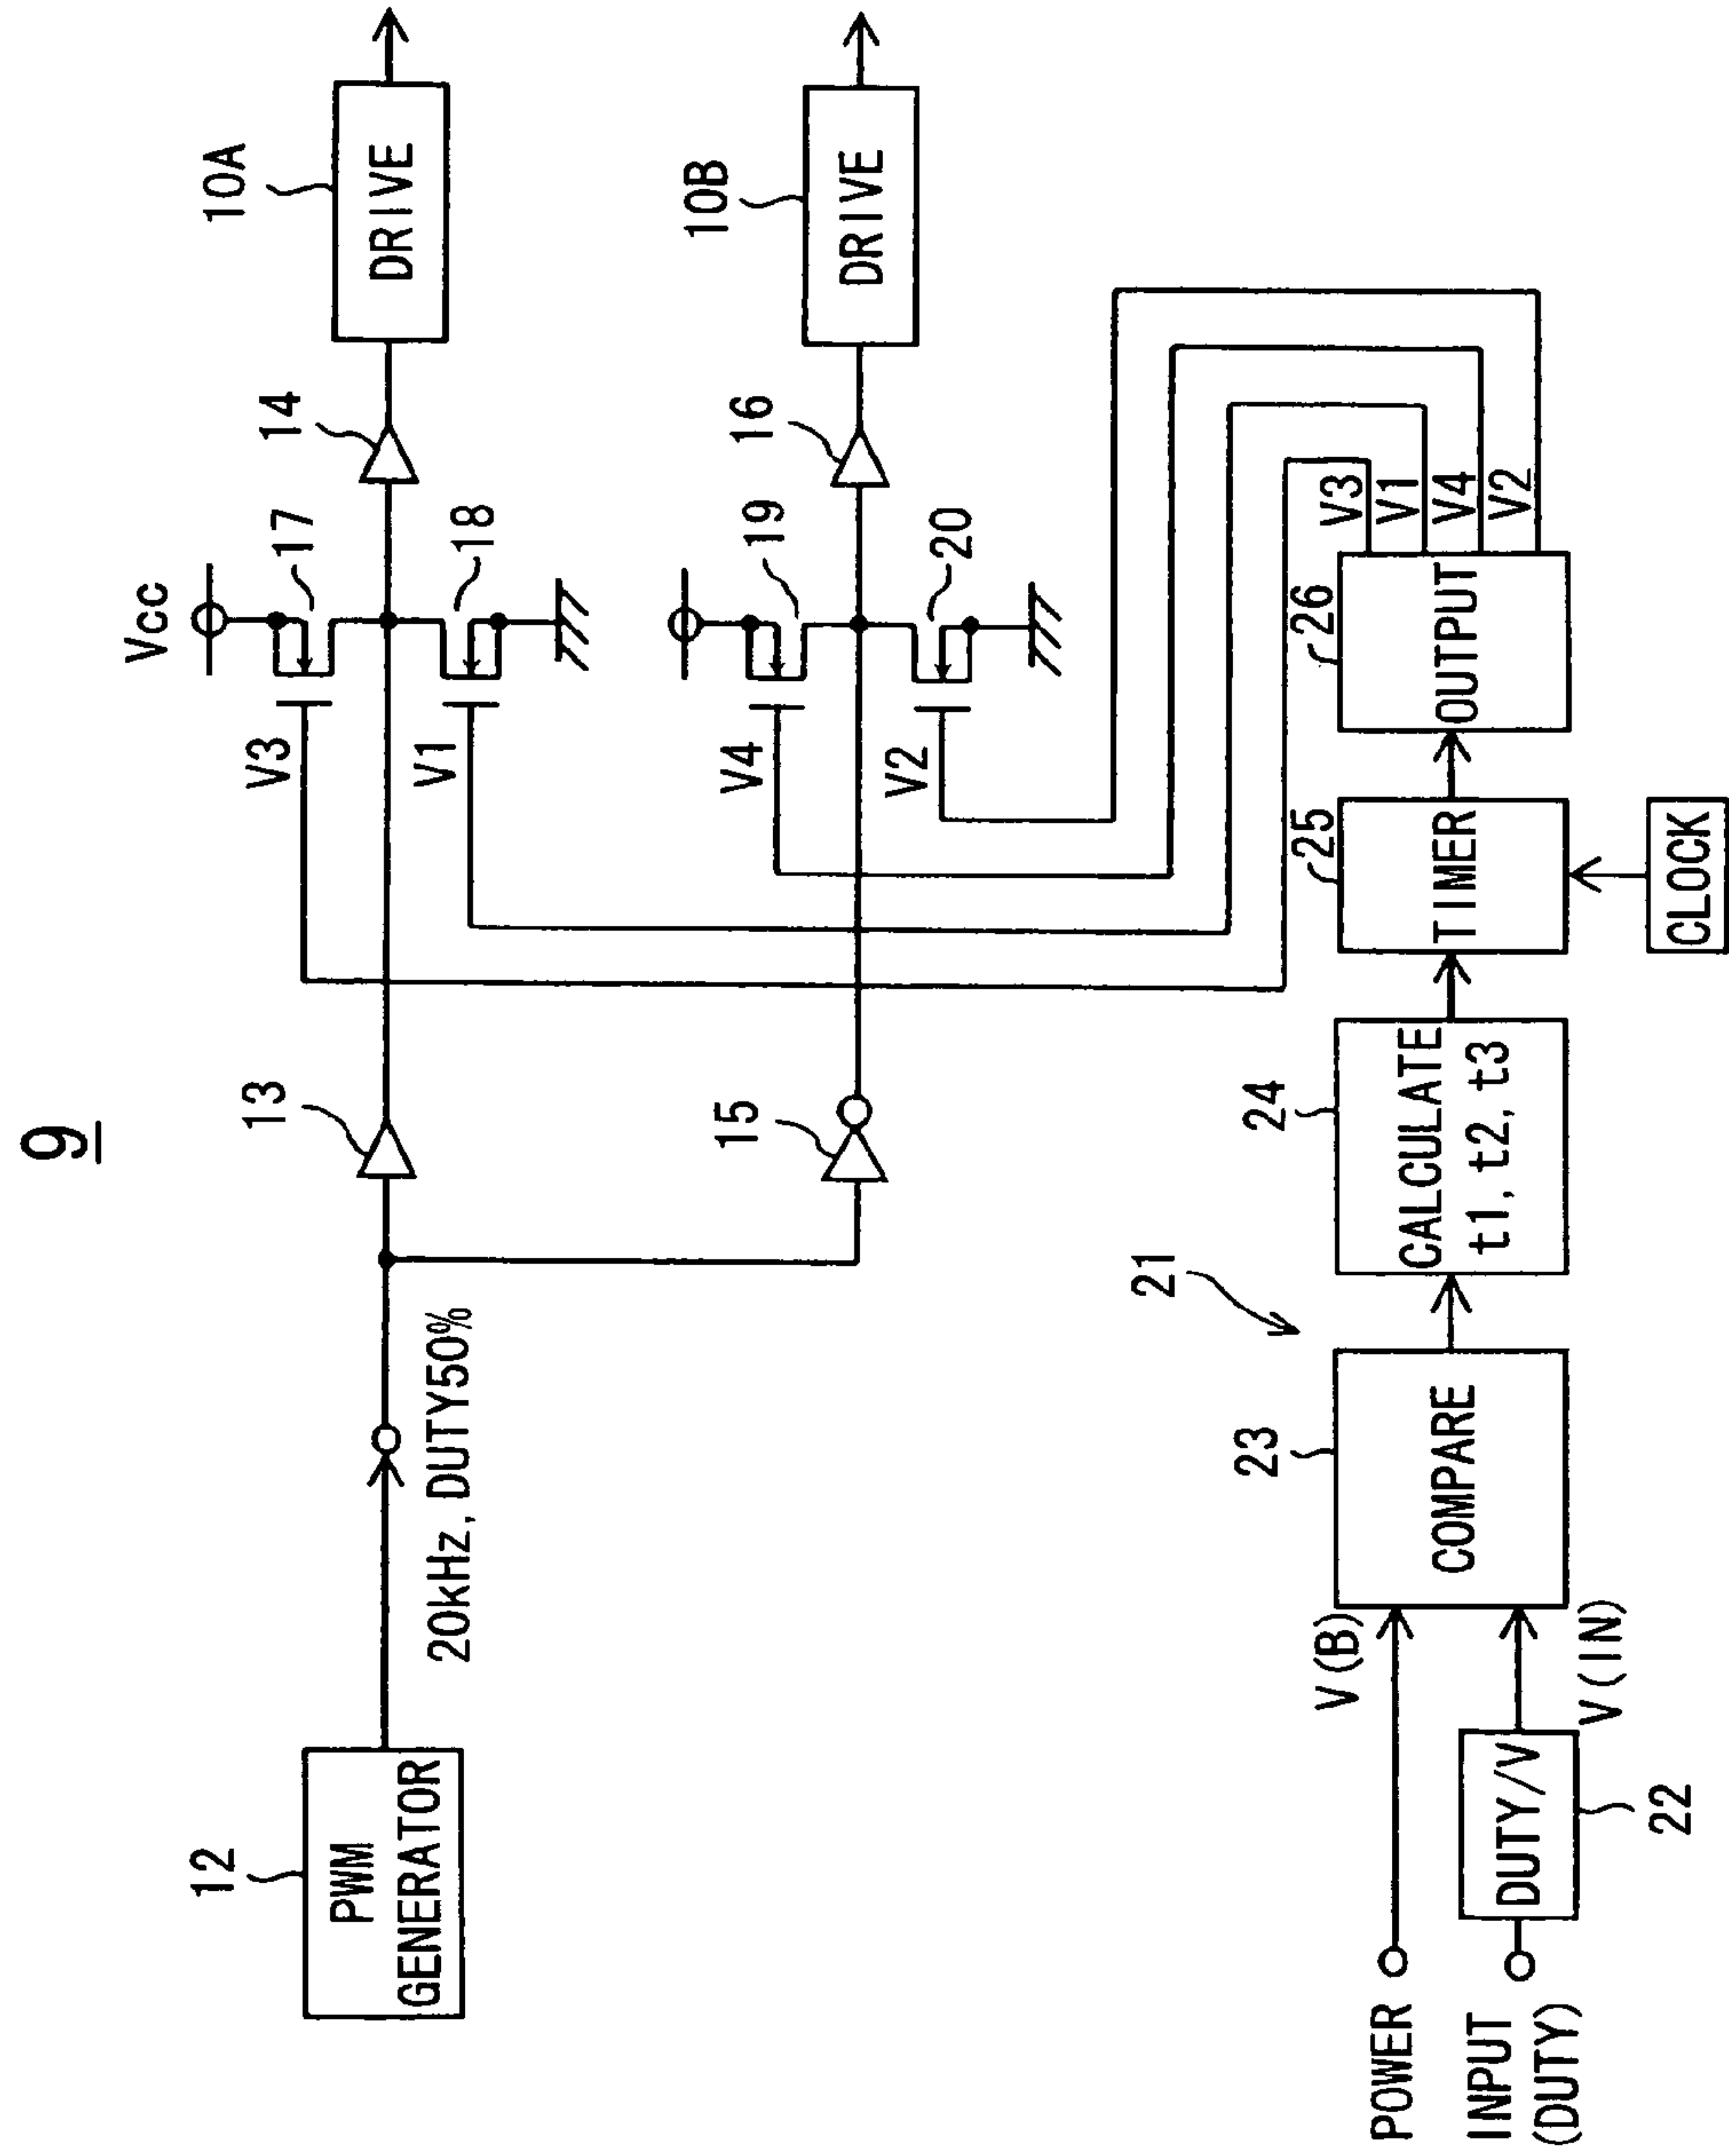 9
12
PWM
GENERATOR
20kHz, DUTY50%
13
15
Vcc
17
18
V3
V1
14
10A
DRIVE
19
20
V4
V2
16
10B
DRIVE
21
POWER
V(B)
INPUT
(DUTY)
DUTY/V
22
V(IN)
23
COMPARE
24
CALCULATE
t1, t2, t3
25
TIMER
CLOCK
26
OUTPUT
V3
V1
V4
V2